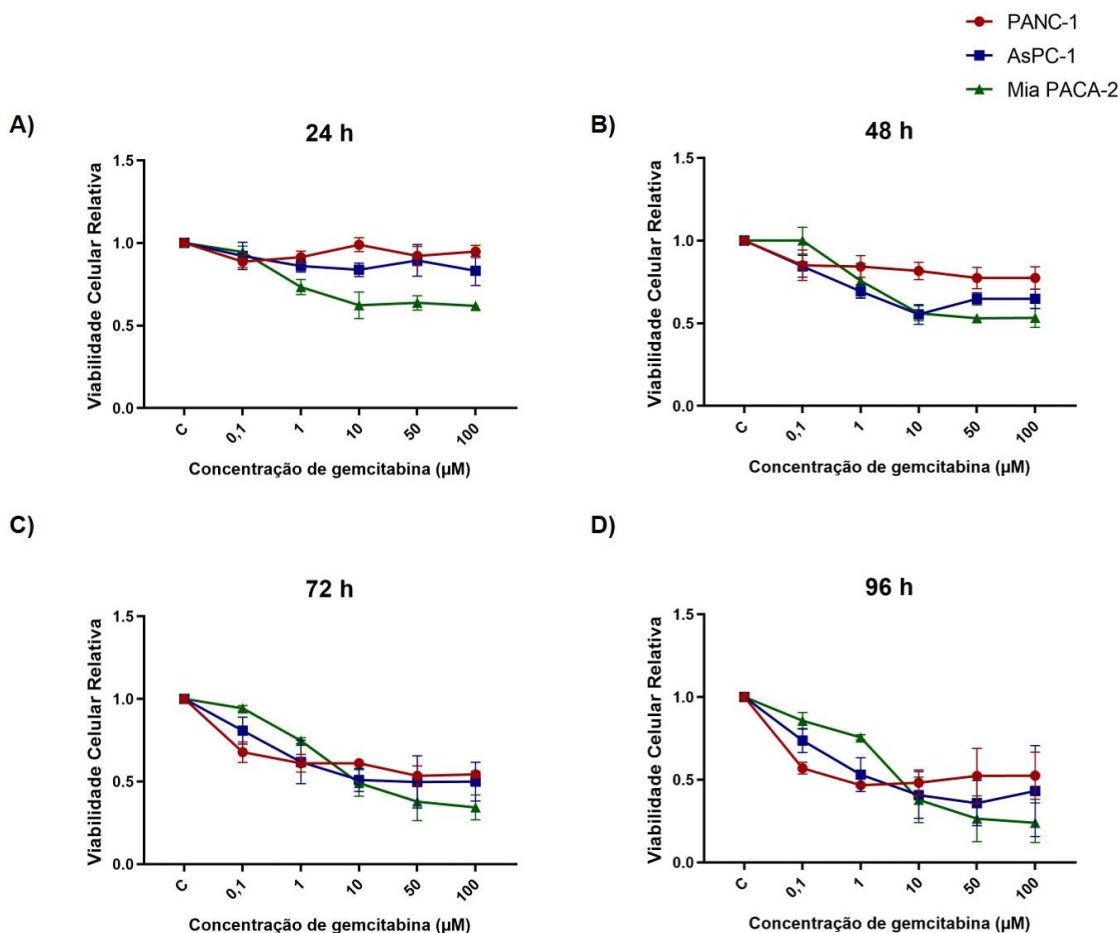 PANC-1
AsPC-1
Mia PACA-2
A)
24 h
Viabilidade Celular Relativa
1.5
1.0
0.5
0.0
C
0,1
1
10
50
100
Concentração de gemcitabina (µM)
B)
48 h
Viabilidade Celular Relativa
1.5
1.0
0.5
0.0
C
0,1
1
10
50
100
Concentração de gemcitabina (µM)
C)
72 h
Viabilidade Celular Relativa
1.5
1.0
0.5
0.0
C
0,1
1
10
50
100
Concentração de gemcitabina (µM)
D)
96 h
Viabilidade Celular Relativa
1.5
1.0
0.5
0.0
C
0,1
1
10
50
100
Concentração de gemcitabina (µM)